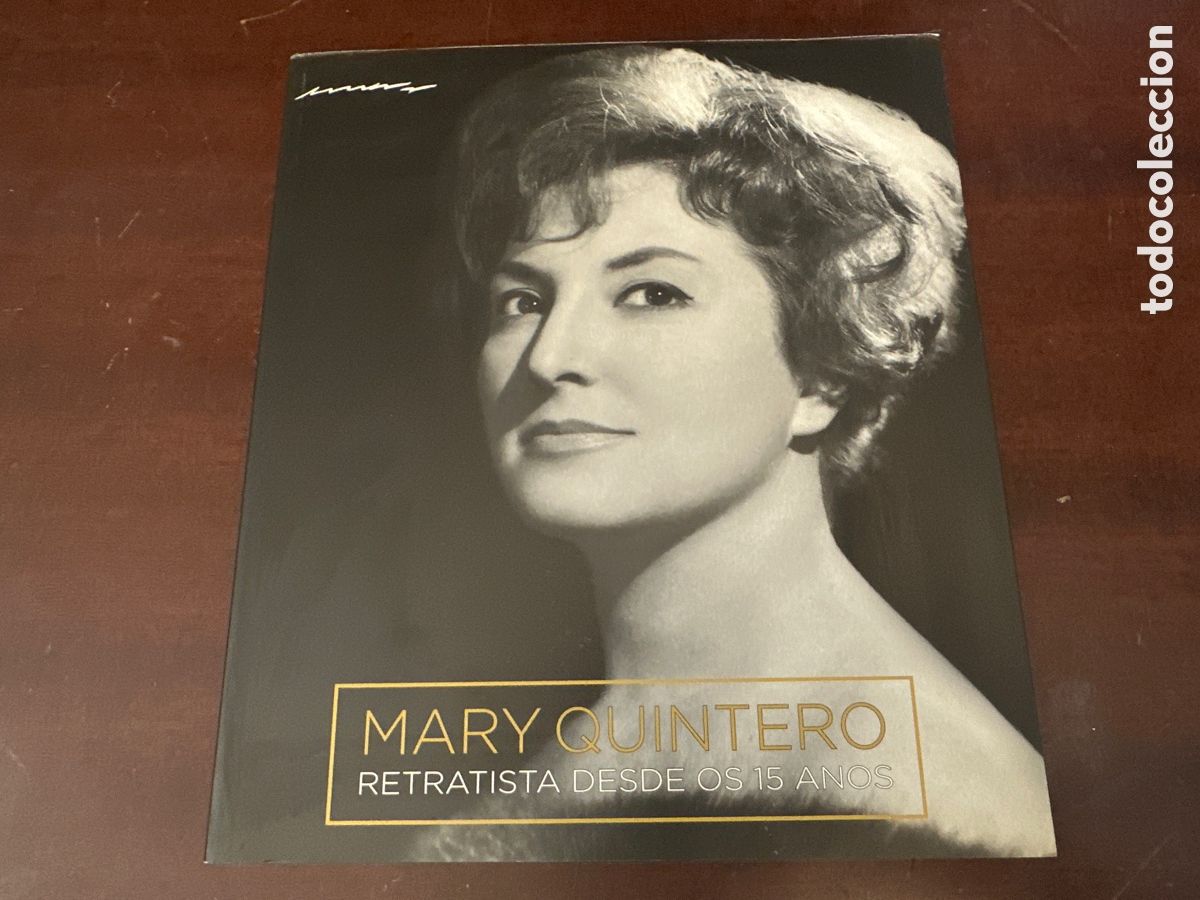 MARY QUINTERO
RETRATISTA DESDE OS 15 ANOS
todocoleccion